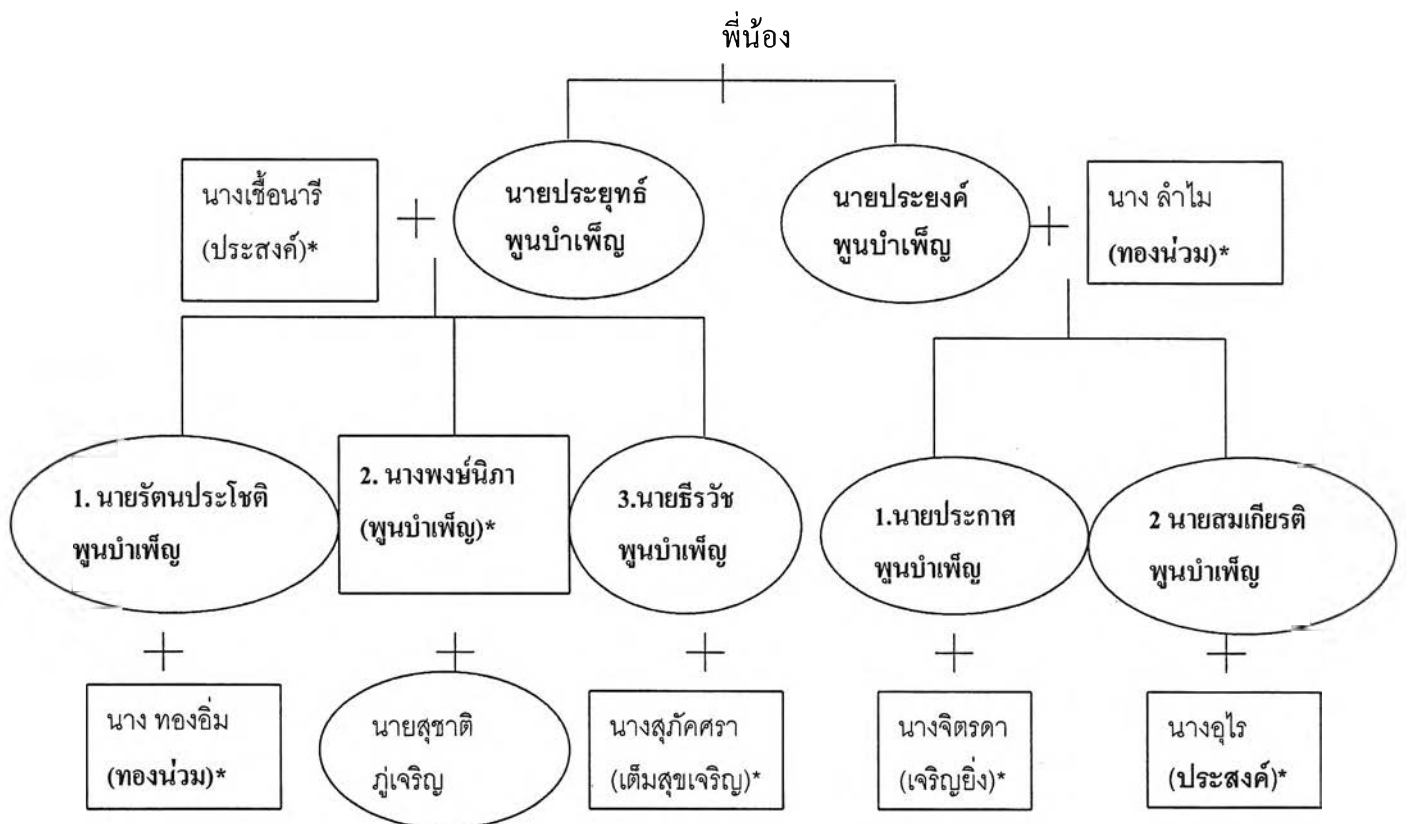 พี่น้อง
นางเชื้อนารี
(ประสงค์)*
นายประยุทธ์
พูนบำเพ็ญ
นายประยงค์
พูนบำเพ็ญ
นาง ลำไม
(ทองน่วม)*
1. นายรัตนประโชติ
พูนบำเพ็ญ
2. นางพงษ์นิภา
(พูนบำเพ็ญ)*
3.นายธีรวัช
พูนบำเพ็ญ
1.นายประกาศ
พูนบำเพ็ญ
2 นายสมเกียรติ
พูนบำเพ็ญ
นาง ทองอิ่ม
(ทองน่วม)*
นายสุชาติ
ภู่เจริญ
นางสุภัคศรา
(เต็มสุขเจริญ)*
นางจิตรดา
(เจริญยิ่ง)*
นางอุไร
(ประสงค์)*